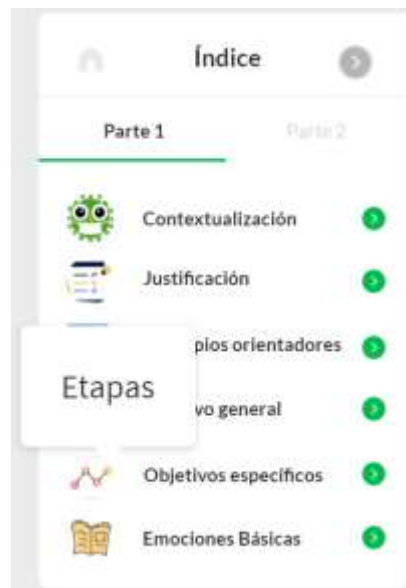 Índice
Parte 1 Parte 2
Contextualización
Justificación
pios orientadores
Etapas
vo general
Objetivos específicos
Emociones Básicas